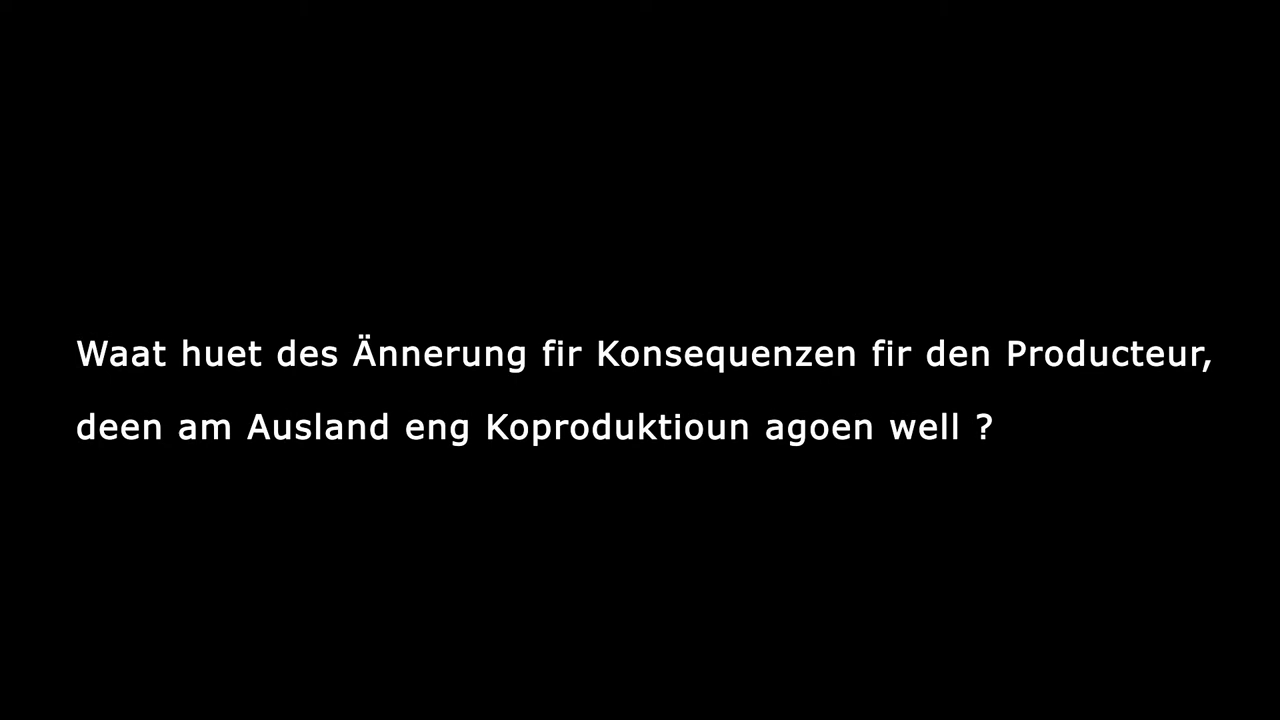 Waat huet des Ännerung fir Konsequenzen fir den Producteur,
deen am Ausland eng Koproduktioun agoen well ?